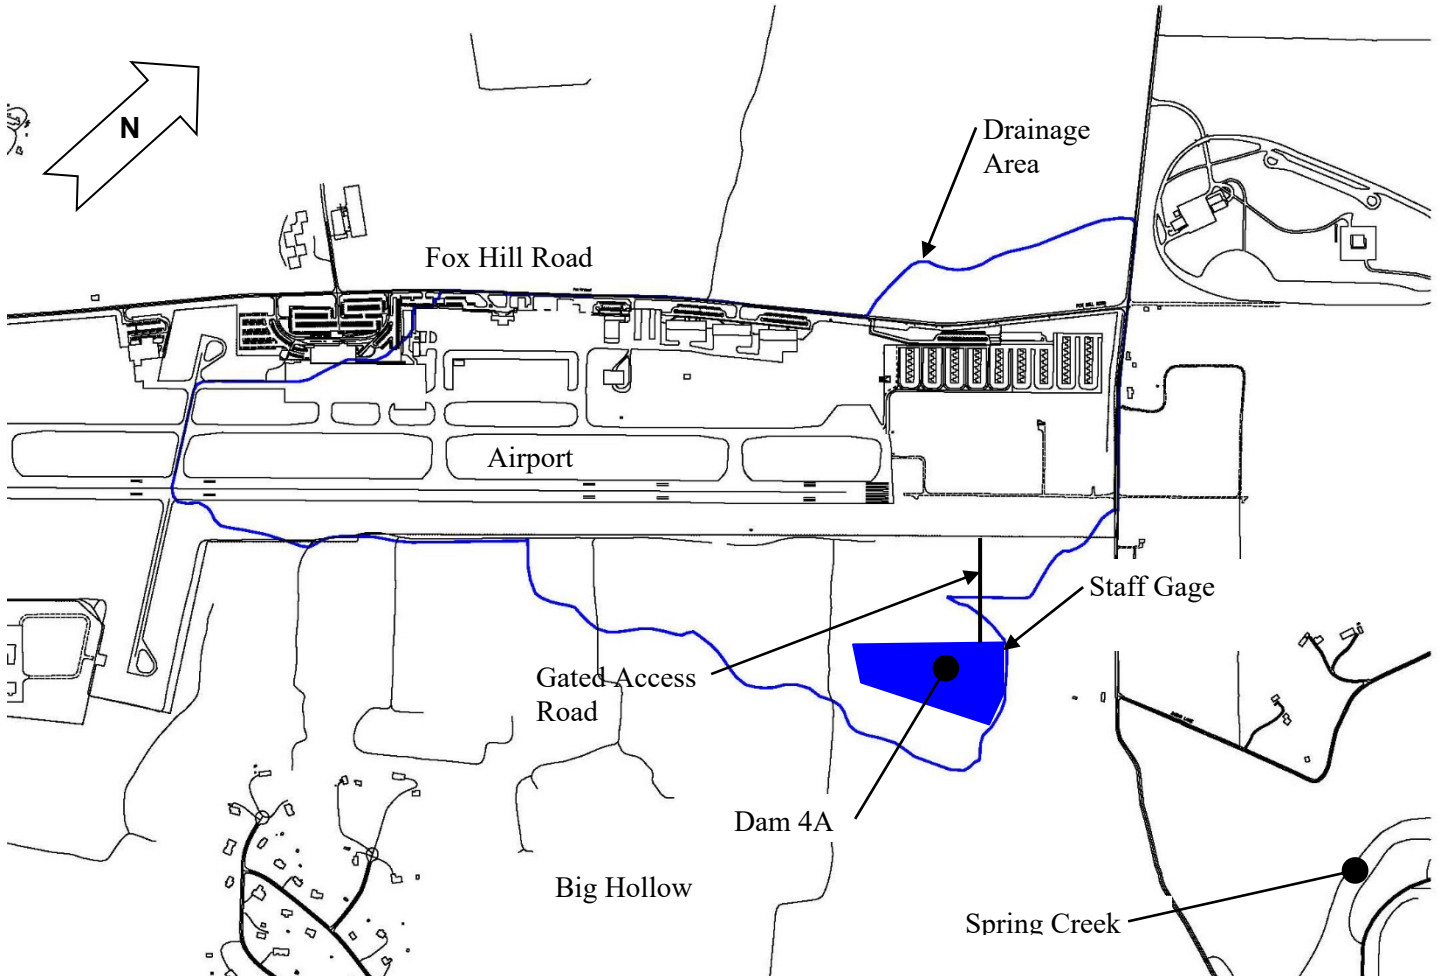 N
Drainage
Area
Fox Hill Road
Airport
Staff Gage
Gated Access
Road
Dam 4A
Big Hollow
Spring Creek